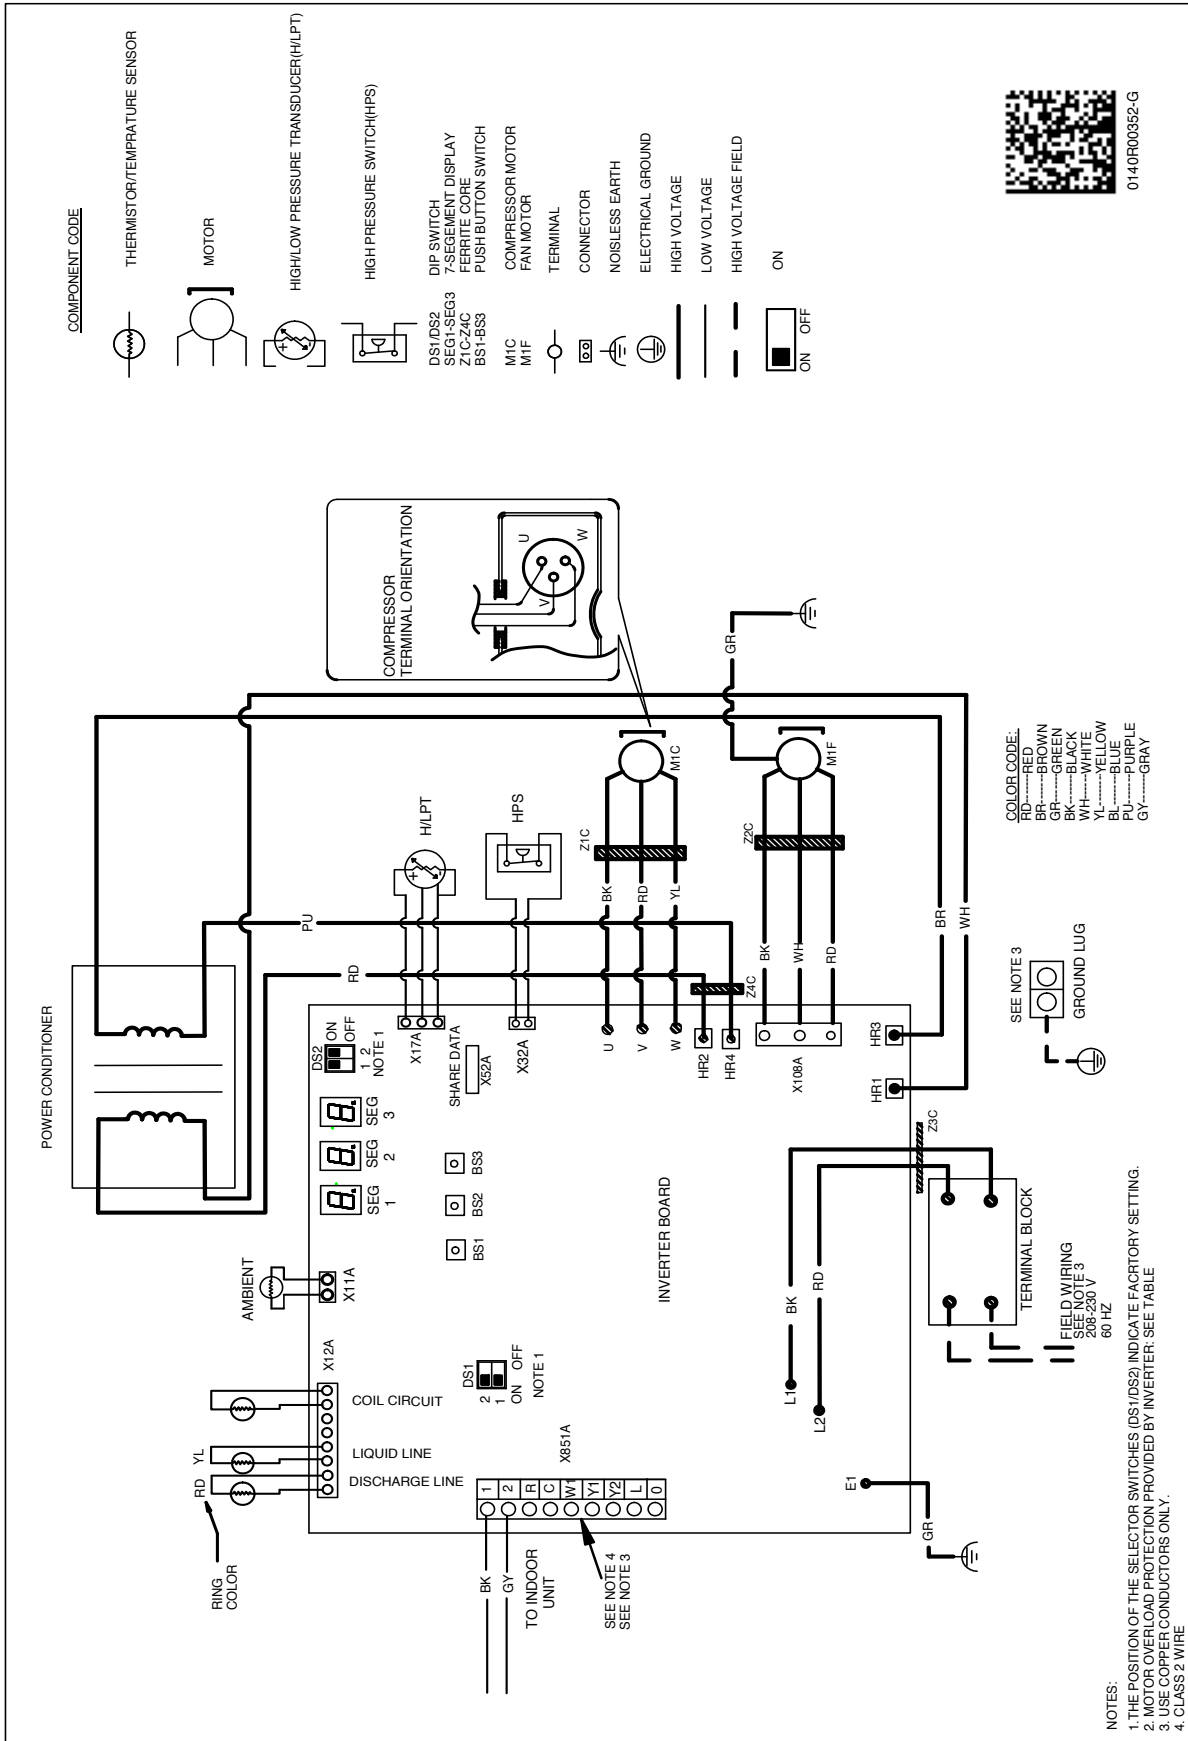 COMPONENT CODE
THERMISTOR/TEMPRATURE SENSOR
MOTOR
HIGH/LOW PRESSURE TRANSDUCER(H/LPT)
HIGH PRESSURE SWITCH(HPS)
DS1/DS2 DIP SWITCH
SEG1-SEG3 7-SEGEMENT DISPLAY
Z1C-Z4C FERRITE CORE
BS1-BS3 PUSH BUTTON SWITCH
M1C COMPRESSOR MOTOR
M1F FAN MOTOR
TERMINAL
CONNECTOR
NOISLESS EARTH
ELECTRICAL GROUND
HIGH VOLTAGE
LOW VOLTAGE
HIGH VOLTAGE FIELD
ON OFF ON
0140R00352-G
COMPRESSOR
TERMINAL ORIENTATION
U
V
W
POWER CONDITIONER
PU
RD
H/LPT
HPS
Z1C
BK
RD
YL
M1C
GR
Z2C
BK
WH
RD
M1F
Z4C
BR
WH
AMBIENT
X11A
SEG
1
SEG
2
SEG
3
DS2
ON
OFF
1 2
NOTE 1
X17A
SHARE DATA
X52A
X32A
U
V
W
HR2
HR4
X108A
HR3
HR1
BS1
BS2
BS3
INVERTER BOARD
RING
COLOR
RD
YL
X12A
COIL CIRCUIT
LIQUID LINE
DISCHARGE LINE
DS1
2
1
ON OFF
NOTE 1
X851A
1
2
R
C
W1
Y1
Y2
L
0
BK
GY
TO INDOOR
UNIT
SEE NOTE 4
SEE NOTE 3
L1
L2
BK
RD
Z3C
E1
GR
TERMINAL BLOCK
FIELD WIRING
SEE NOTE 3
208-230 V
60 HZ
SEE NOTE 3
GROUND LUG
COLOR CODE:
RD-------RED
BR-------BROWN
GR-------GREEN
BK-------BLACK
WH-------WHITE
YL-------YELLOW
BL-------BLUE
PU-------PURPLE
GY-------GRAY
NOTES:
1. THE POSITION OF THE SELECTOR SWITCHES (DS1/DS2) INDICATE FACRTORY SETTING.
2. MOTOR OVERLOAD PROTECTION PROVIDED BY INVERTER: SEE TABLE
3. USE COPPER CONDUCTORS ONLY.
4. CLASS 2 WIRE